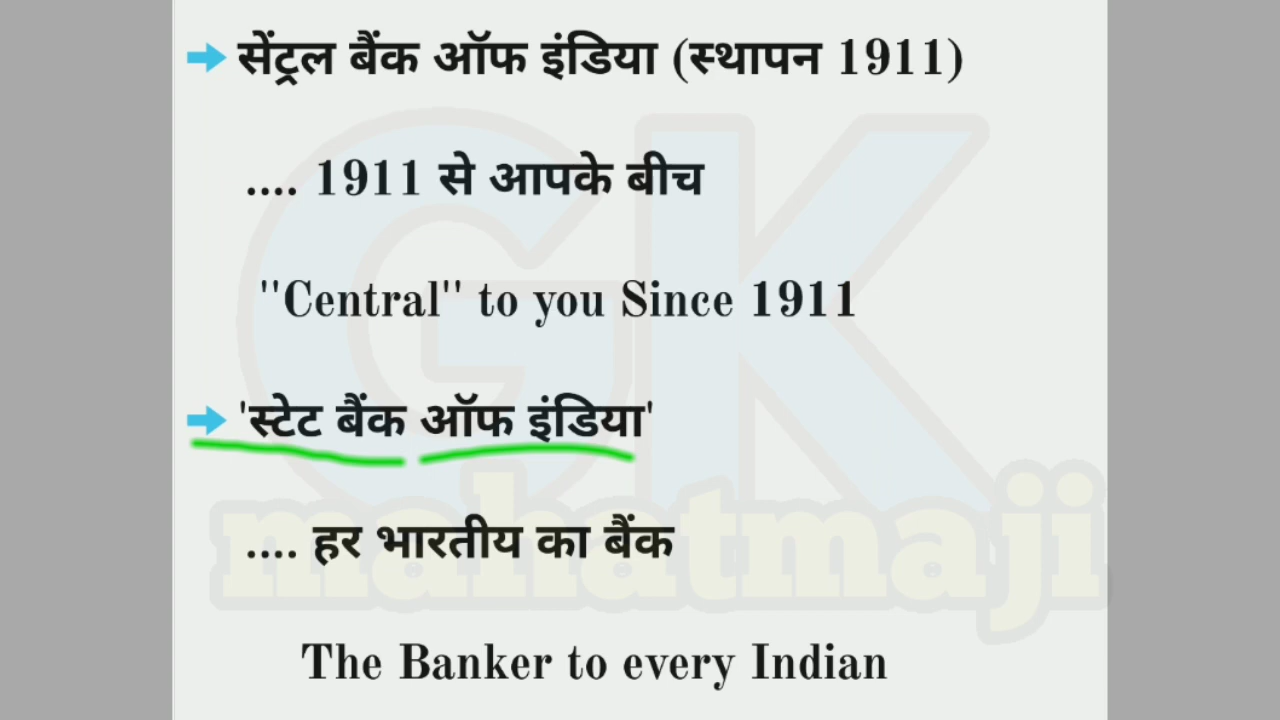 सेंट्रल बैंक ऑफ इंडिया (स्थापन 1911)
.... 1911 से आपके बीच
"Central" to you Since 1911
'स्टेट बैंक ऑफ इंडिया'
.... हर भारतीय का बैंक
The Banker to every Indian
GK
mahatmaji